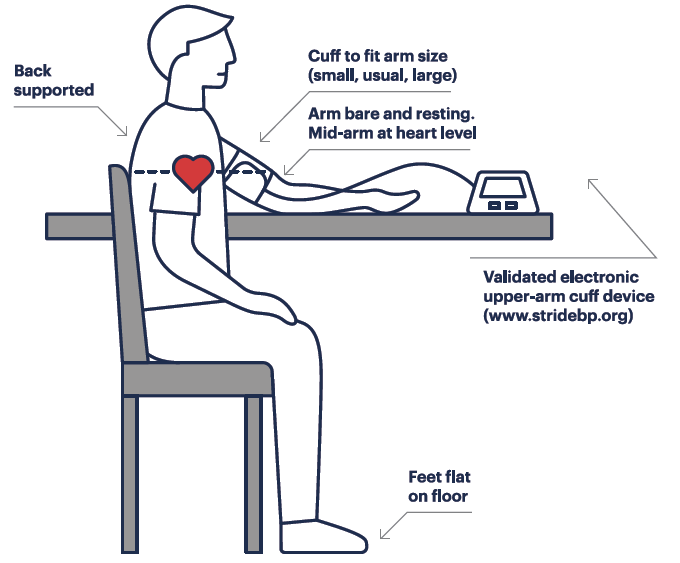 Back
supported
Cuff to fit arm size
(small, usual, large)
Arm bare and resting.
Mid-arm at heart level
Validated electronic
upper-arm cuff device
(www.stridebp.org)
Feet flat
on floor